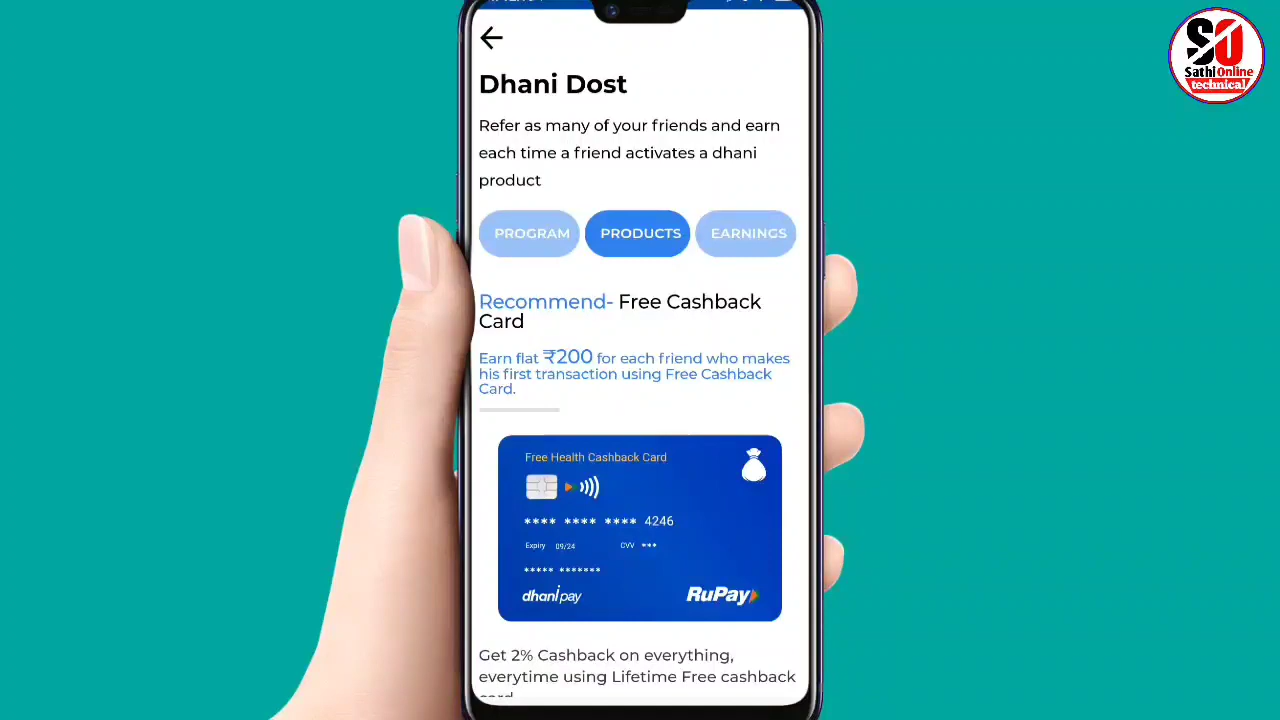 SO
Sathi Online
technical
Dhani Dost
Refer as many of your friends and earn
each time a friend activates a dhani
product
PROGRAM PRODUCTS EARNINGS
Recommend- Free Cashback
Card
Earn flat ₹200 for each friend who makes
his first transaction using Free Cashback
Card.
Free Health Cashback Card
**** **** **** 4246
Expiry 09/24 CVV ***
***** *******
dhani pay RuPay
Get 2% Cashback on everything,
everytime using Lifetime Free cashback